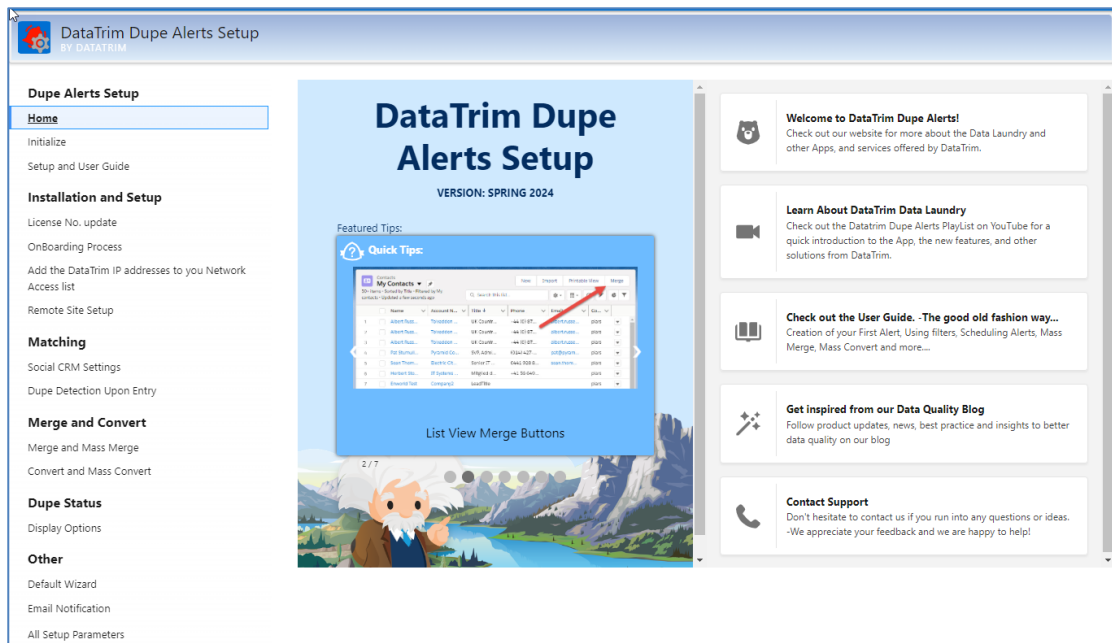 DataTrim Dupe Alerts Setup
BY DATATRIM
Dupe Alerts Setup
Home
Initialize
Setup and User Guide
Installation and Setup
License No. update
OnBoarding Process
Add the DataTrim IP addresses to you Network
Access list
Remote Site Setup
Matching
Social CRM Settings
Dupe Detection Upon Entry
Merge and Convert
Merge and Mass Merge
Convert and Mass Convert
Dupe Status
Display Options
Other
Default Wizard
Email Notification
All Setup Parameters
DataTrim Dupe
Alerts Setup
VERSION: SPRING 2024
Featured Tips:
Quick Tips:
Contacts
My Contacts
New Import Printable View Merge
Name Account N... Title Phone Email Co...
List View Merge Buttons
2 / 7
Welcome to DataTrim Dupe Alerts!
Check out our website for more about the Data Laundry and
other Apps, and services offered by DataTrim.
Learn About DataTrim Data Laundry
Check out the Datatrim Dupe Alerts PlayList on YouTube for a
quick introduction to the App, the new features, and other
solutions from DataTrim.
Check out the User Guide. -The good old fashion way...
Creation of your First Alert, Using filters, Scheduling Alerts, Mass
Merge, Mass Convert and more....
Get inspired from our Data Quality Blog
Follow product updates, news, best practice and insights to better
data quality on our blog
Contact Support
Don't hesitate to contact us if you run into any questions or ideas.
-We appreciate your feedback and we are happy to help!